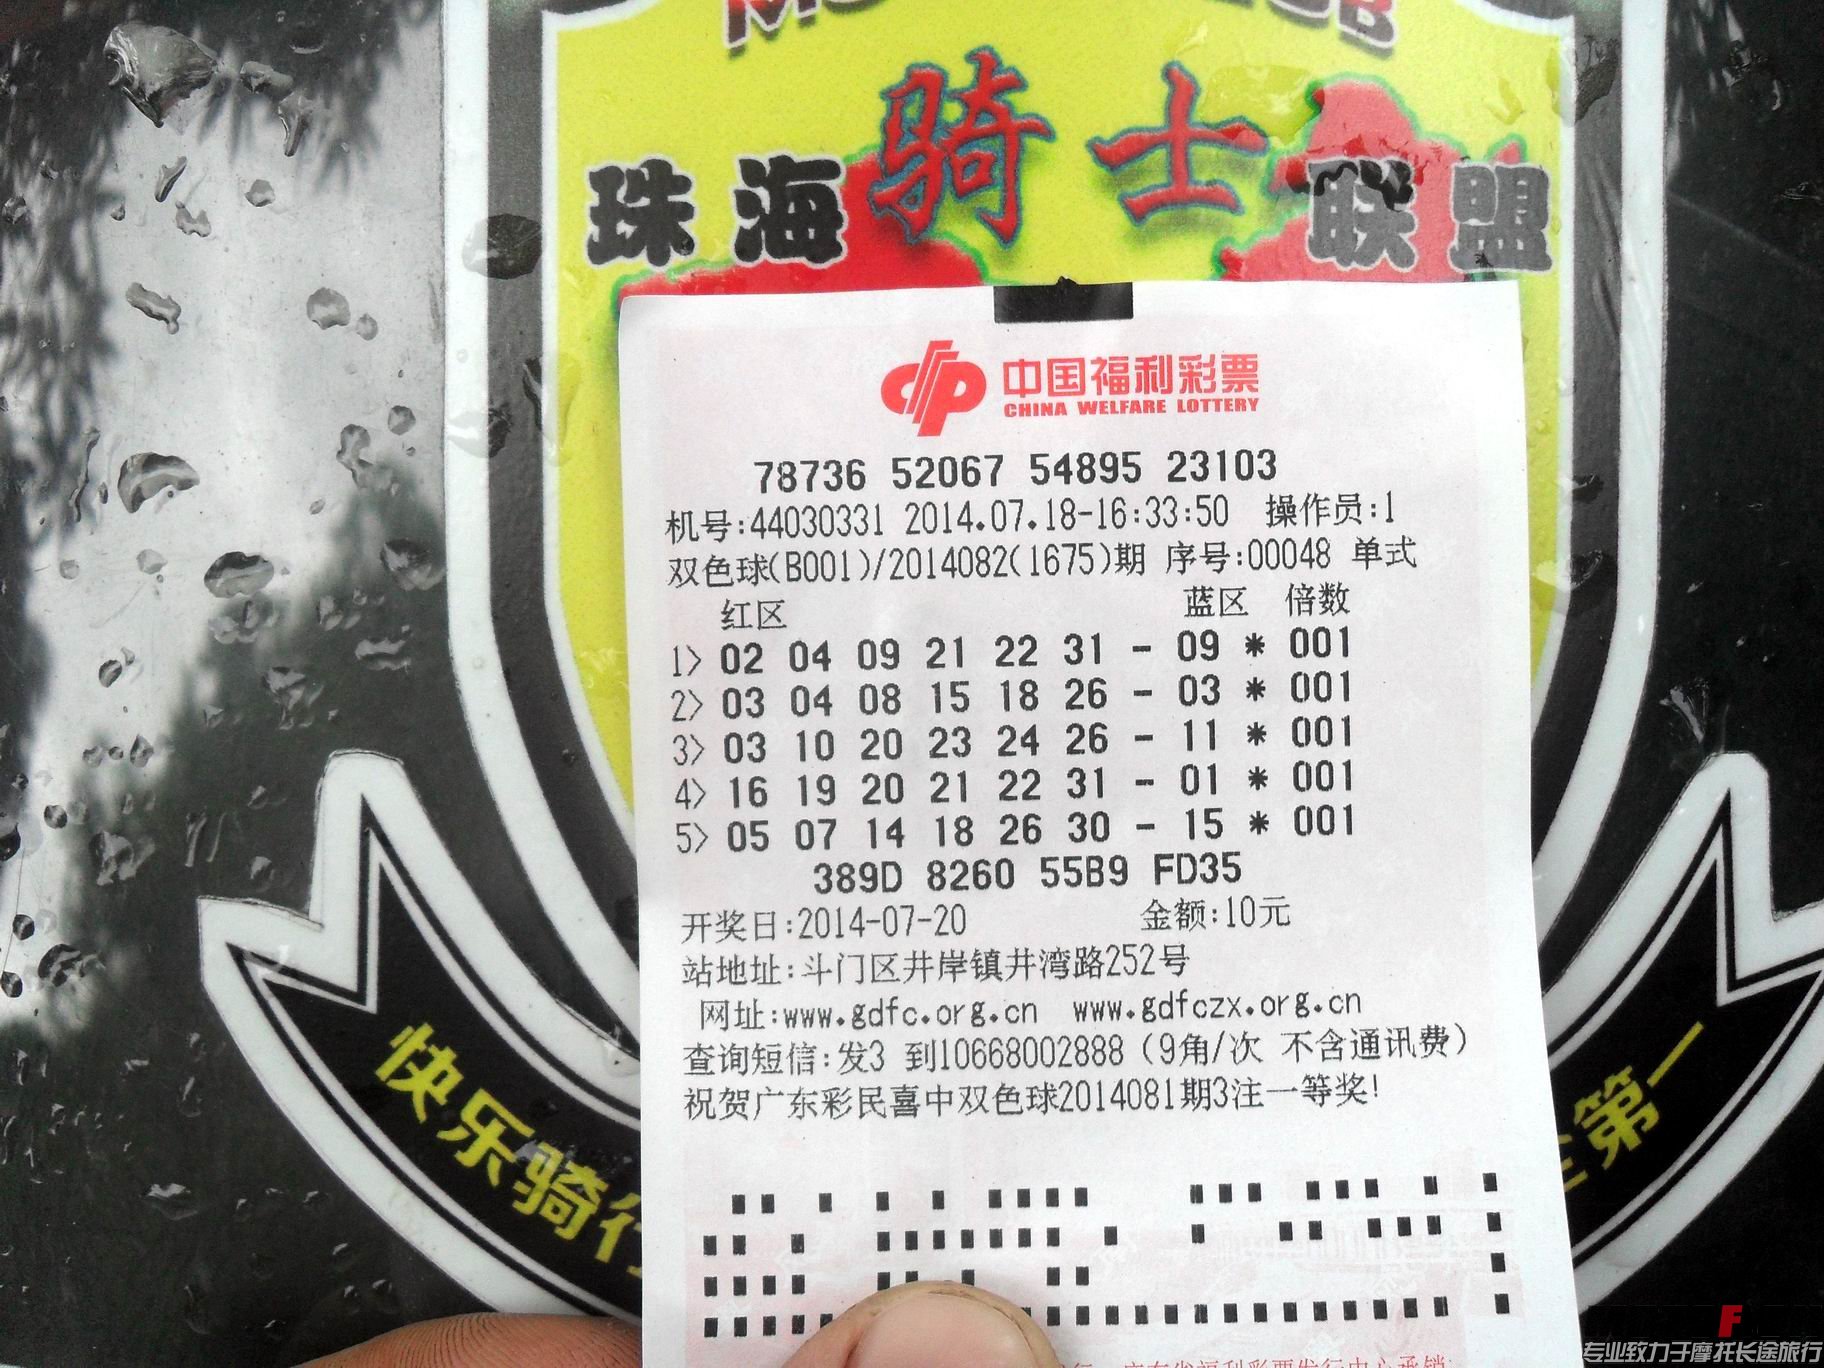 骑士
珠海 联盟
中国福利彩票
CHINA WELFARE LOTTERY
78736 52067 54895 23103
机号:44030331 2014.07.18-16:33:50 操作员:1
双色球(B001)/2014082(1675)期 序号:00048 单式
红区 蓝区 倍数
1> 02 04 09 21 22 31 - 09 * 001
2> 03 04 08 15 18 26 - 03 * 001
3> 03 10 20 23 24 26 - 11 * 001
4> 16 19 20 21 22 31 - 01 * 001
5> 05 07 14 18 26 30 - 15 * 001
389D 8260 55B9 FD35
开奖日:2014-07-20 金额:10元
站地址:斗门区井岸镇井湾路252号
网址:www.gdfc.org.cn www.gdfczx.org.cn
查询短信:发3 到10668002888 (9角/次 不含通讯费)
祝贺广东彩民喜中双色球2014081期3注一等奖!
快乐骑行
第一
F
专业致力于摩托长途旅行